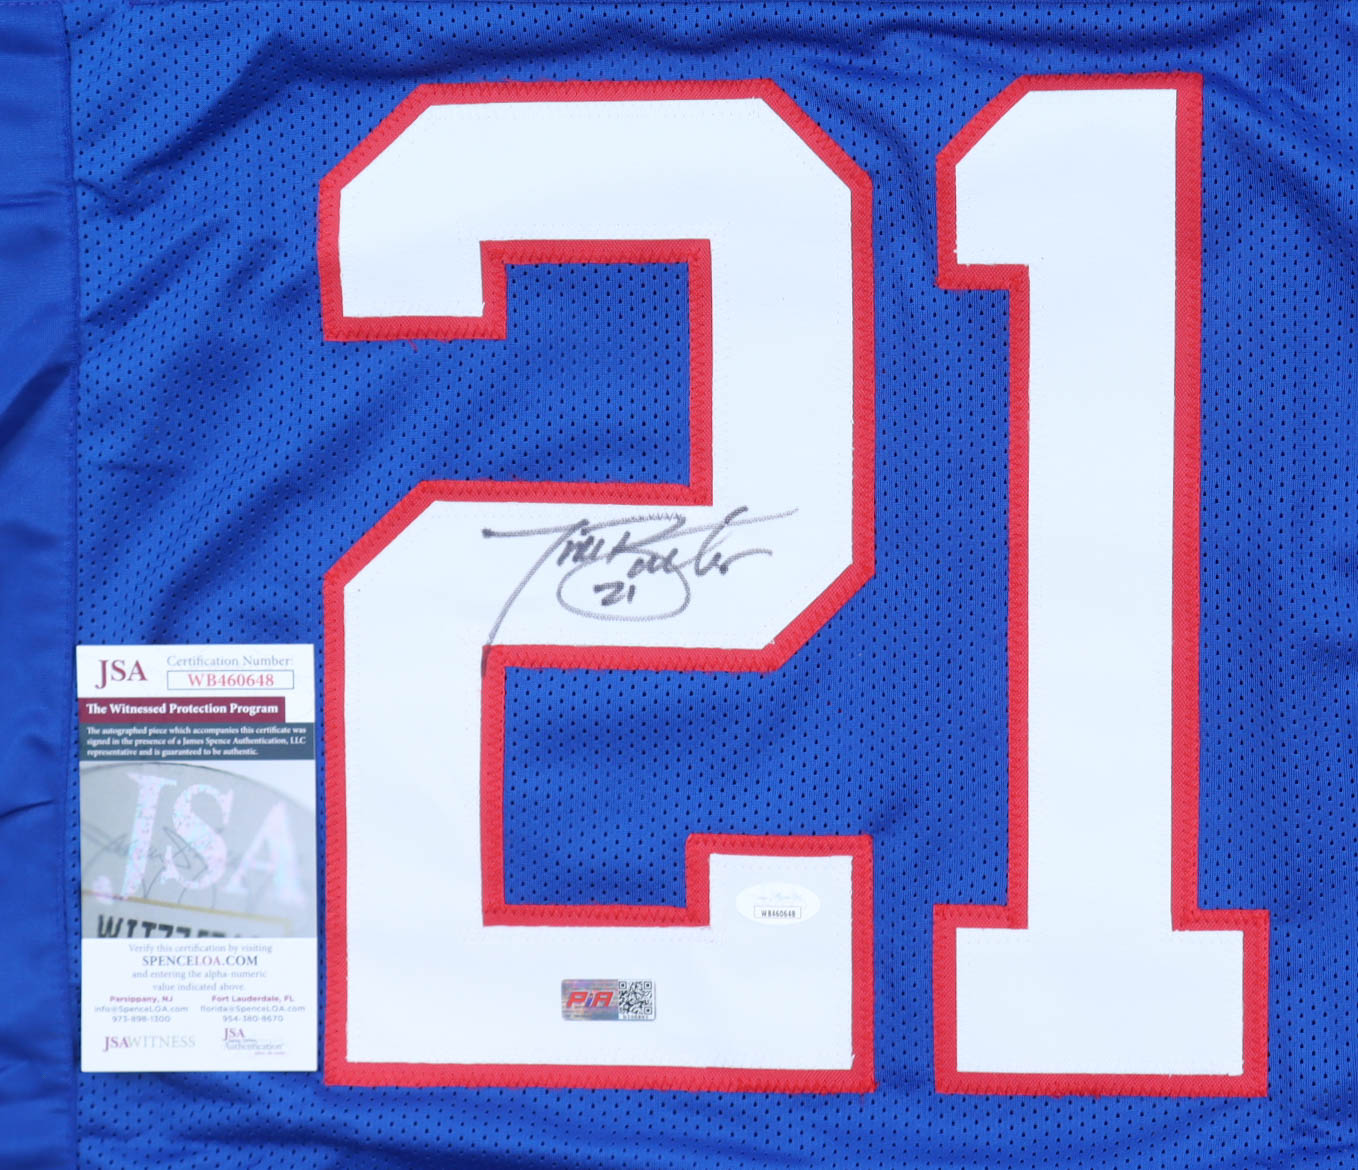 21
Tiki Barber
21
JSA
Certification Number:
WB460648
The Witnessed Protection Program
The autographed piece which accompanies this certificate was
signed in the presence of a James Spence Authentication, LLC
representative and is guaranteed to be authentic.
JSA
Verify this certification by visiting
SPENCELOA.COM
and entering the alpha-numeric
value indicated above.
Parsippany, NJ
info@SpenceLOA.com
973-898-1300
Fort Lauderdale, FL
florida@SpenceLOA.com
954-380-8670
JSAWITNESS
JSA
Authentication
WB460648
PIA